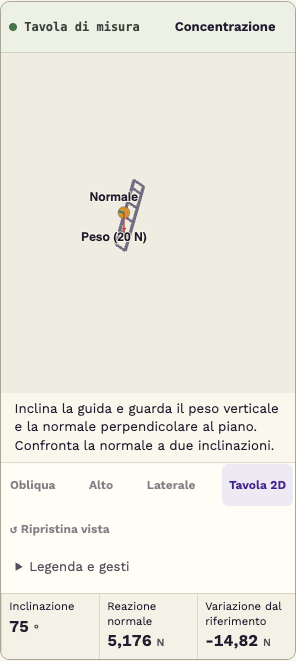 Tavola di misura
Concentrazione
Normale
Peso (20 N)
Inclina la guida e guarda il peso verticale
e la normale perpendicolare al piano.
Confronta la normale a due inclinazioni.
Obliqua
Alto
Laterale
Tavola 2D
↺ Ripristina vista
▶ Legenda e gesti
Inclinazione
75 °
Reazione
normale
5,176 N
Variazione dal
riferimento
-14,82 N